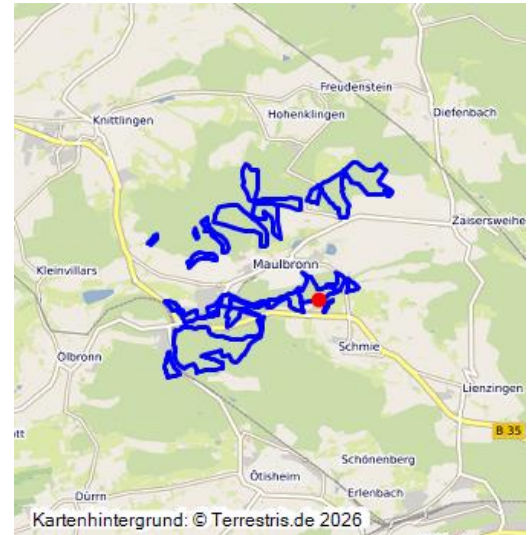 Freudenstein
Hohenklingen
Diefenbach
Knittlingen
Zaisersweihe
Maulbronn
Kleinvillars
Schmie
Ölbronn
Lienzingen
B 35
Schönenberg
Ötisheim
Erlenbach
Dürrn
Kartenhintergrund: © Terrestris.de 2026